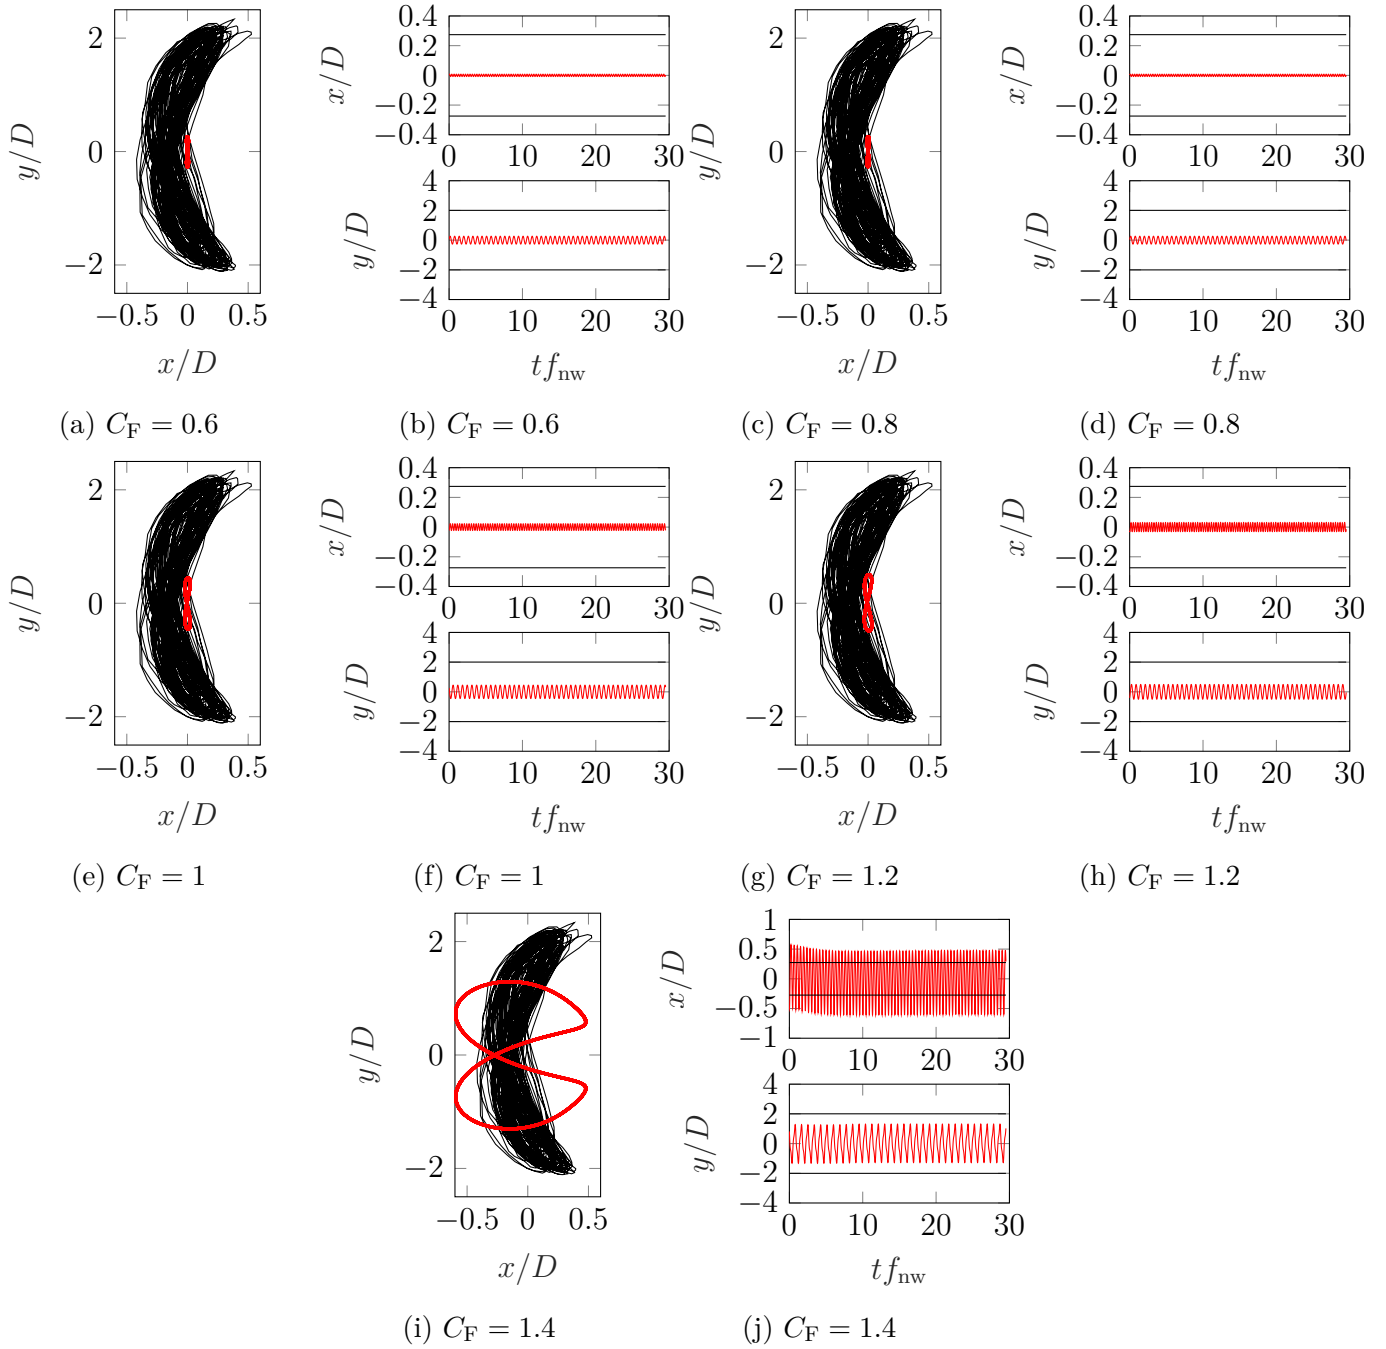 2
0
−2
−0.5 0 0.5
y/D
x/D
(a) C_F = 0.6
0.4
0.2
0
−0.2
−0.4
0 10 20 30
x/D
4
2
0
−2
−4
0 10 20 30
y/D
t f_nw
(b) C_F = 0.6
2
0
−2
−0.5 0 0.5
y/D
x/D
(c) C_F = 0.8
0.4
0.2
0
−0.2
−0.4
0 10 20 30
x/D
4
2
0
−2
−4
0 10 20 30
y/D
t f_nw
(d) C_F = 0.8
2
0
−2
−0.5 0 0.5
y/D
x/D
(e) C_F = 1
0.4
0.2
0
−0.2
−0.4
0 10 20 30
x/D
4
2
0
−2
−4
0 10 20 30
y/D
t f_nw
(f) C_F = 1
2
0
−2
−0.5 0 0.5
y/D
x/D
(g) C_F = 1.2
0.4
0.2
0
−0.2
−0.4
0 10 20 30
x/D
4
2
0
−2
−4
0 10 20 30
y/D
t f_nw
(h) C_F = 1.2
2
0
−2
−0.5 0 0.5
y/D
x/D
(i) C_F = 1.4
1
0.5
0
−0.5
−1
0 10 20 30
x/D
4
2
0
−2
−4
0 10 20 30
y/D
t f_nw
(j) C_F = 1.4